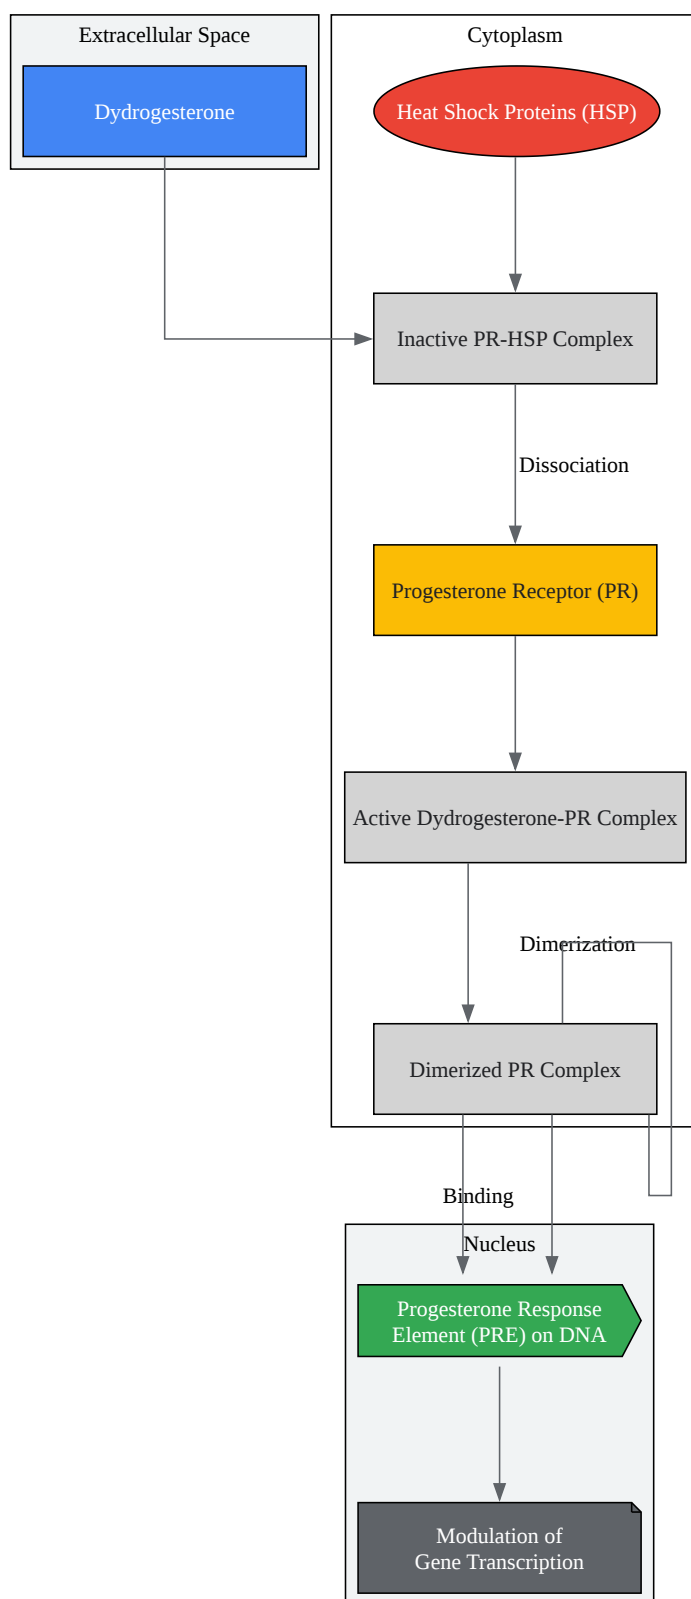 Extracellular Space
Cytoplasm
Dydrogesterone
Heat Shock Proteins (HSP)
Inactive PR-HSP Complex
Dissociation
Progesterone Receptor (PR)
Active Dydrogesterone-PR Complex
Dimerization
Dimerized PR Complex
Binding
Nucleus
Progesterone Response
Element (PRE) on DNA
Modulation of
Gene Transcription